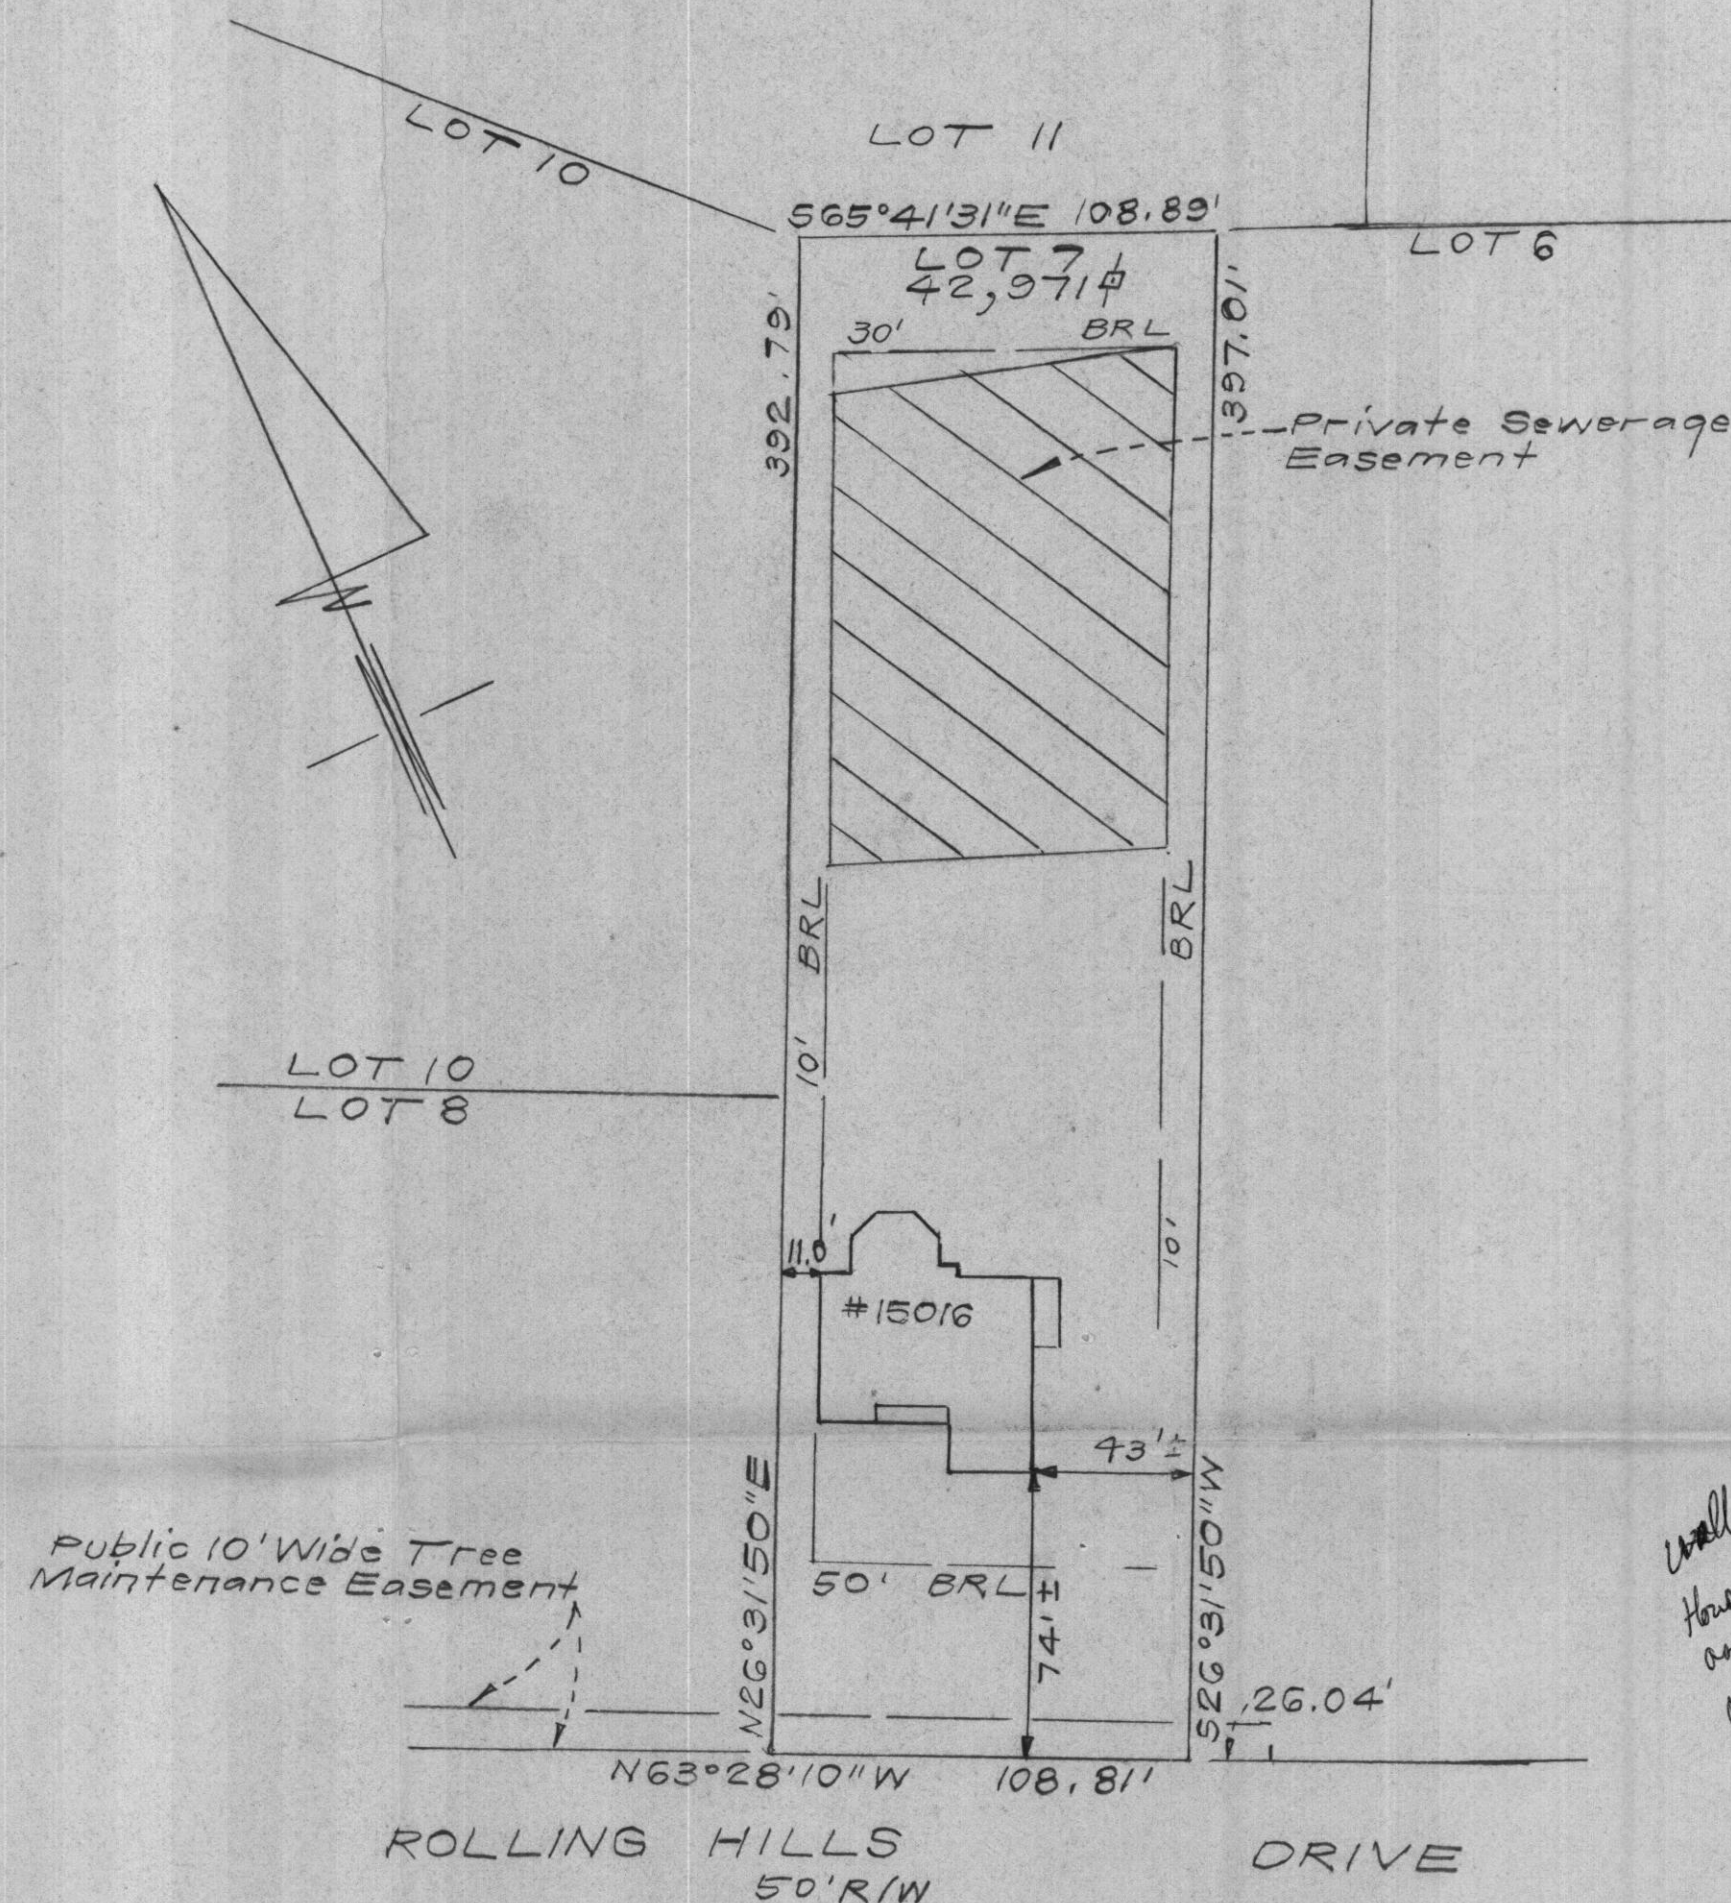 LOT 10
LOT 11
S65°41'31"E 108.89'
LOT 7
42,971
LOT 6
392.79'
397.01'
30' BRL
Private Sewerage
Easement
BRL
BRL
10'
LOT 10
LOT 8
11.0'
10'
#15016
43'±
N26°31'50"E
S26°31'50"W
Public 10' Wide Tree
Maintenance Easement
50' BRL
74'±
26.04'
N63°28'10"W 108.81'
ROLLING HILLS DRIVE
50' R/W